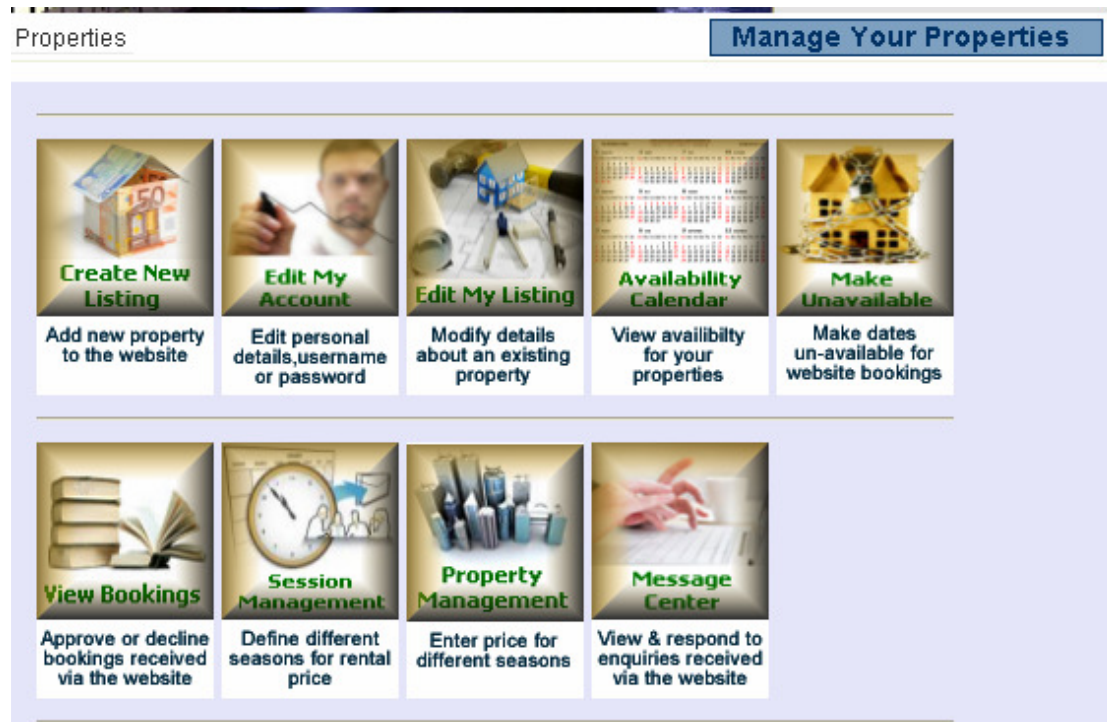 Properties
Manage Your Properties
Create New
Listing
Add new property
to the website
Edit My
Account
Edit personal
details,username
or password
Edit My Listing
Modify details
about an existing
property
Availability
Calendar
View availibilty
for your
properties
Make
Unavailable
Make dates
un-available for
website bookings
View Bookings
Approve or decline
bookings received
via the website
Session
Management
Define different
seasons for rental
price
Property
Management
Enter price for
different seasons
Message
Center
View & respond to
enquiries received
via the website